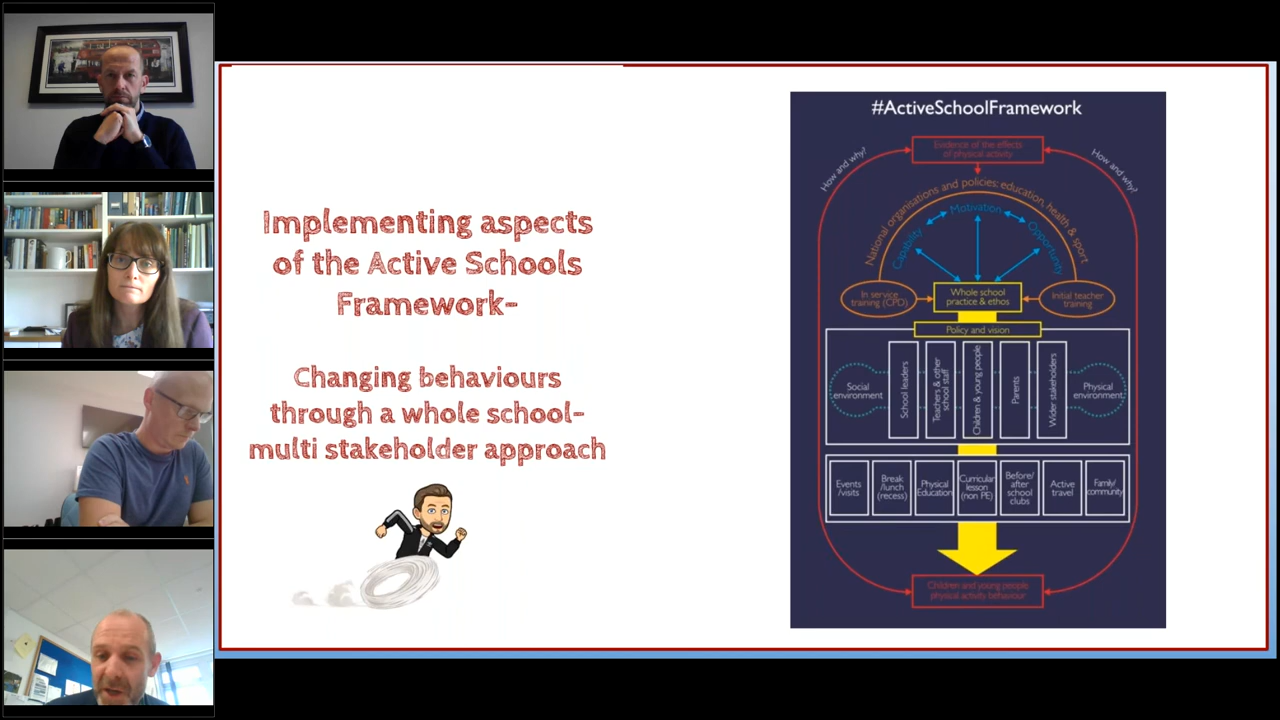 Implementing aspects
of the Active Schools
Framework-
Changing behaviours
through a whole school-
multi stakeholder approach
#ActiveSchoolFramework
Evidence of the effects
of physical activity
How and why?
How and why?
National organisations and policies: education, health & sport
Capability
Motivation
Opportunity
In service
training (CPD)
Whole school
practice & ethos
Initial teacher
training
Policy and vision
Social
environment
School leaders
Teachers & other
school staff
Children & young people
Parents
Wider stakeholders
Physical
environment
Events
/visits
Break
/lunch
(recess)
Physical
Education
Curricular
lesson
(non PE)
Before/
after
school
clubs
Active
travel
Family/
community
Children and young people
physical activity behaviour